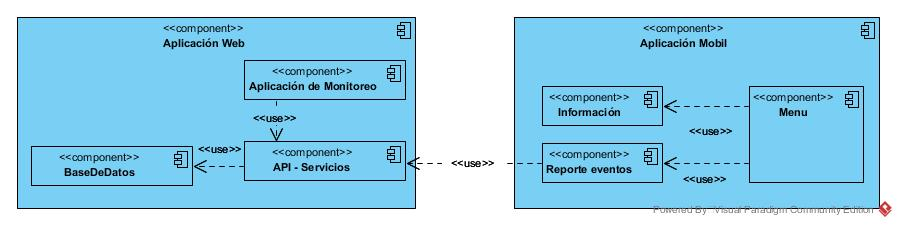 <<component>>
Aplicación Web
<<component>>
Aplicación de Monitoreo
<<use>>
<<component>>
BaseDeDatos
<<use>>
<<component>>
API - Servicios
<<use>>
<<component>>
Aplicación Mobil
<<component>>
Información
<<use>>
<<component>>
Menu
<<component>>
Reporte eventos
<<use>>
Powered By Visual Paradigm Community Edition